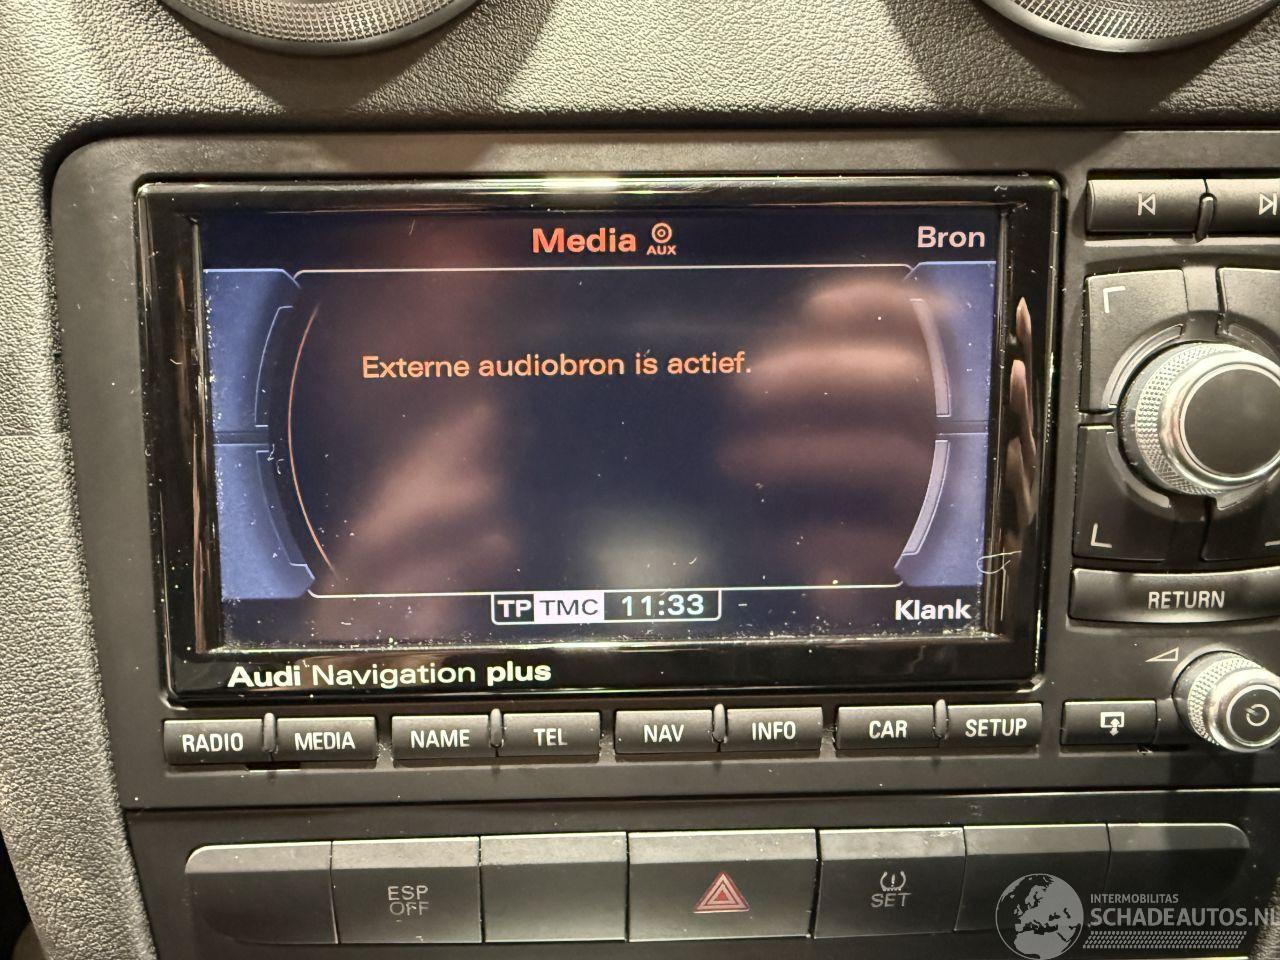 Media AUX
Bron
Externe audiobron is actief.
TP TMC 11:33
Klank
Audi Navigation plus
RETURN
RADIO
MEDIA
NAME
TEL
NAV
INFO
CAR
SETUP
ESP
OFF
SET
INTERMOBILITAS
SCHADEAUTOS.NL